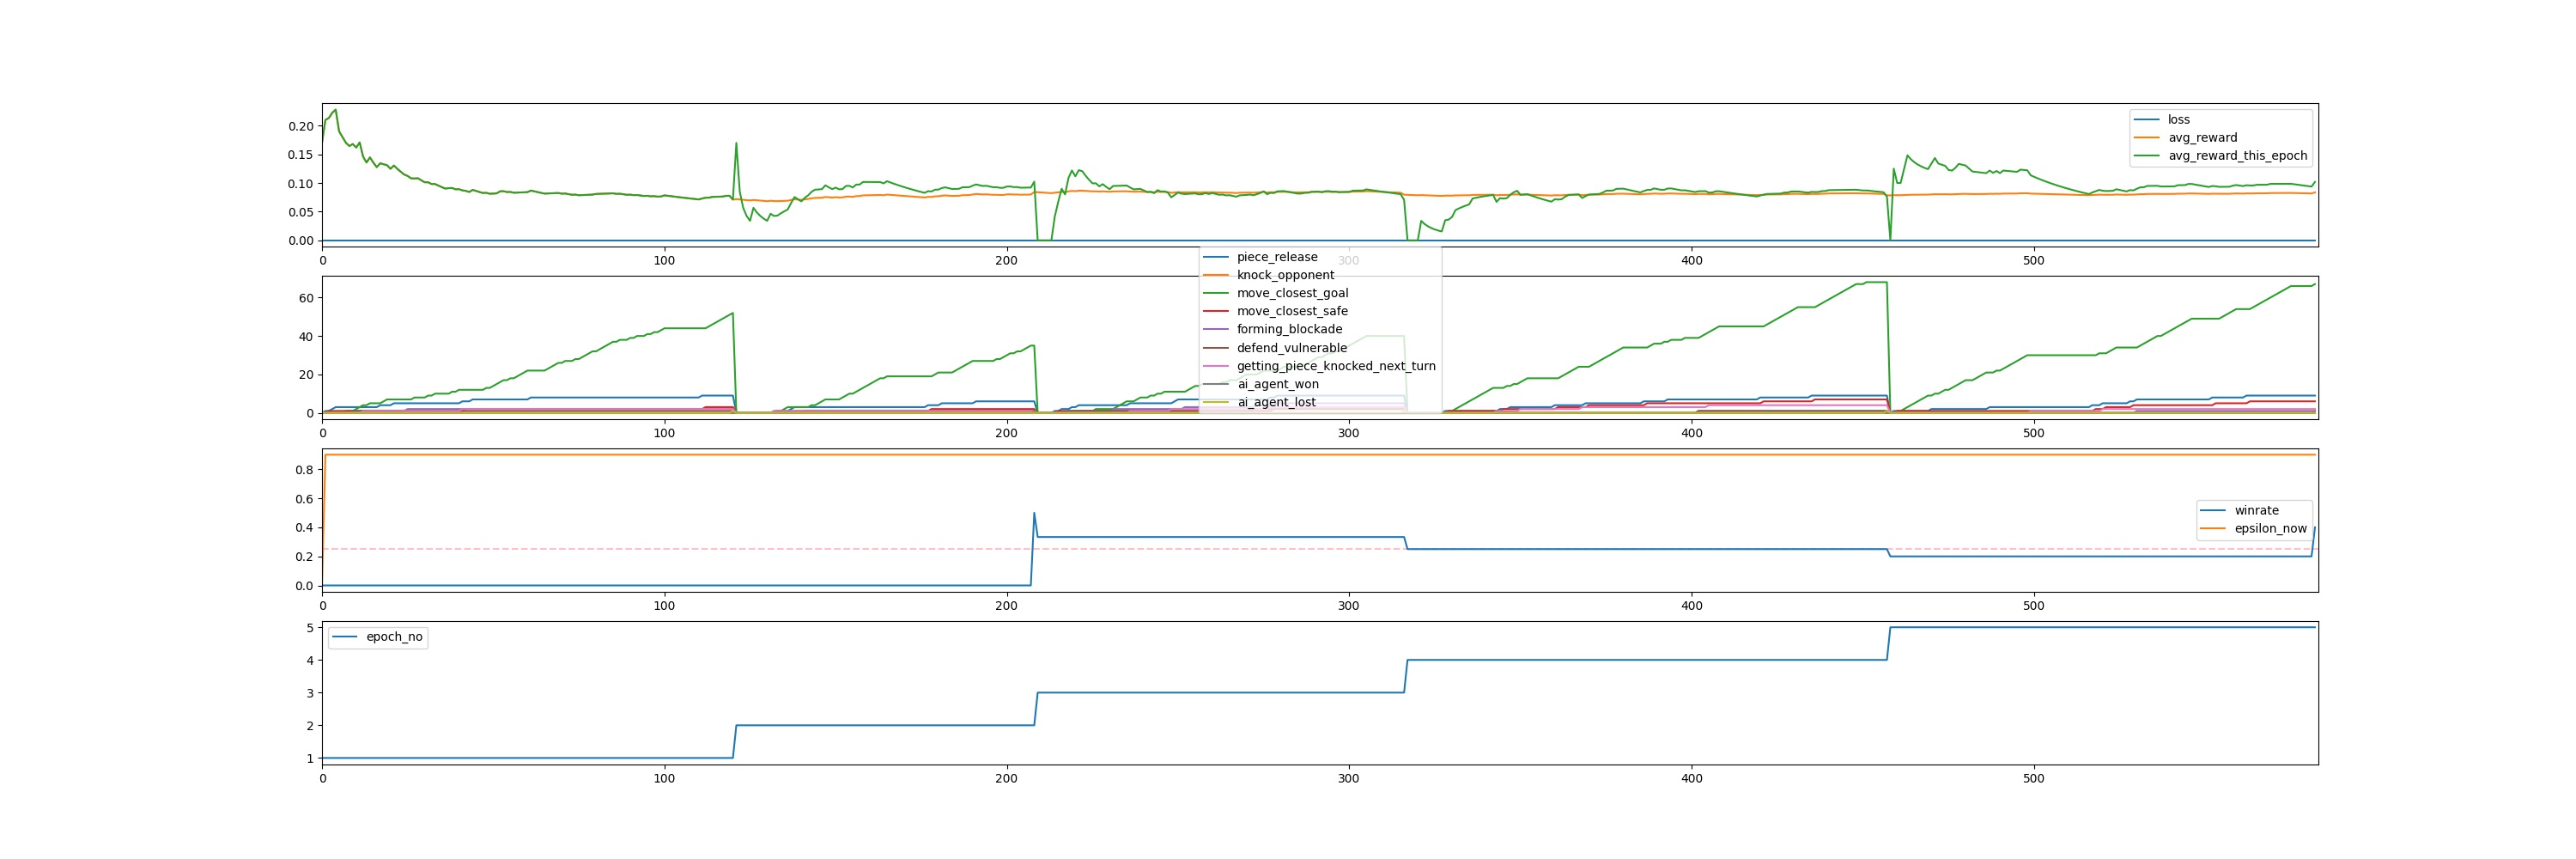 0.20
0.15
0.10
0.05
0.00
loss
avg_reward
avg_reward_this_epoch
0 100 200 300 400 500
60
40
20
0
piece_release
knock_opponent
move_closest_goal
move_closest_safe
forming_blockade
defend_vulnerable
getting_piece_knocked_next_turn
ai_agent_won
ai_agent_lost
0 100 200 300 400 500
0.8
0.6
0.4
0.2
0.0
winrate
epsilon_now
0 100 200 300 400 500
5
4
3
2
1
epoch_no
0 100 200 300 400 500